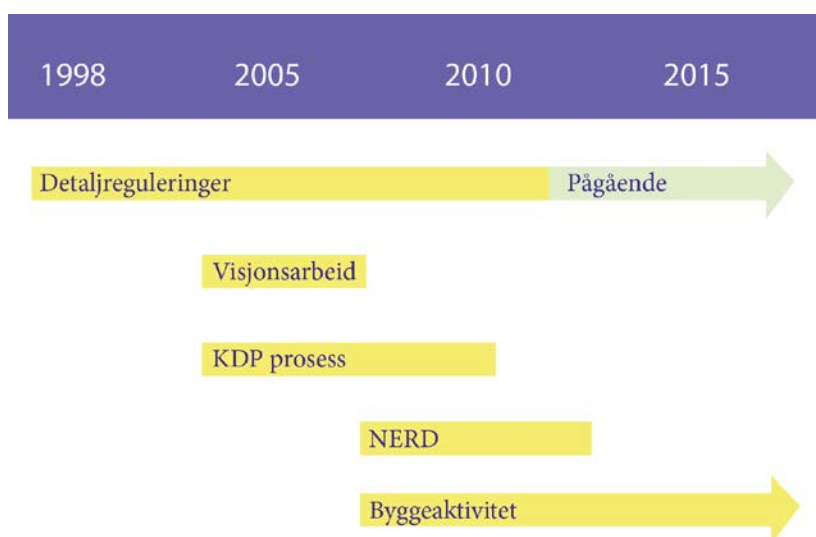 1998 2005 2010 2015
Detaljreguleringer Pågående
Visjonsarbeid
KDP prosess
NERD
Byggeaktivitet